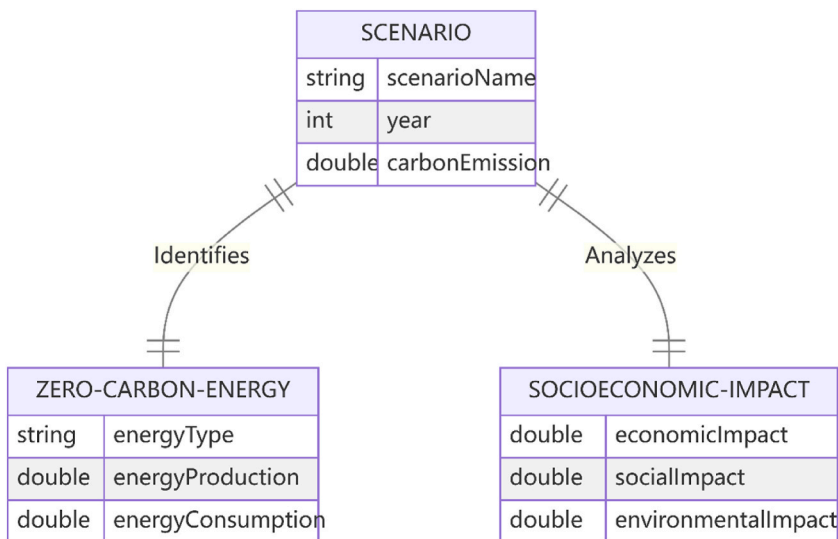 SCENARIO
string scenarioName
int year
double carbonEmission
Identifies
Analyzes
ZERO-CARBON-ENERGY
string energyType
double energyProduction
double energyConsumption
SOCIOECONOMIC-IMPACT
double economicImpact
double socialImpact
double environmentalImpact